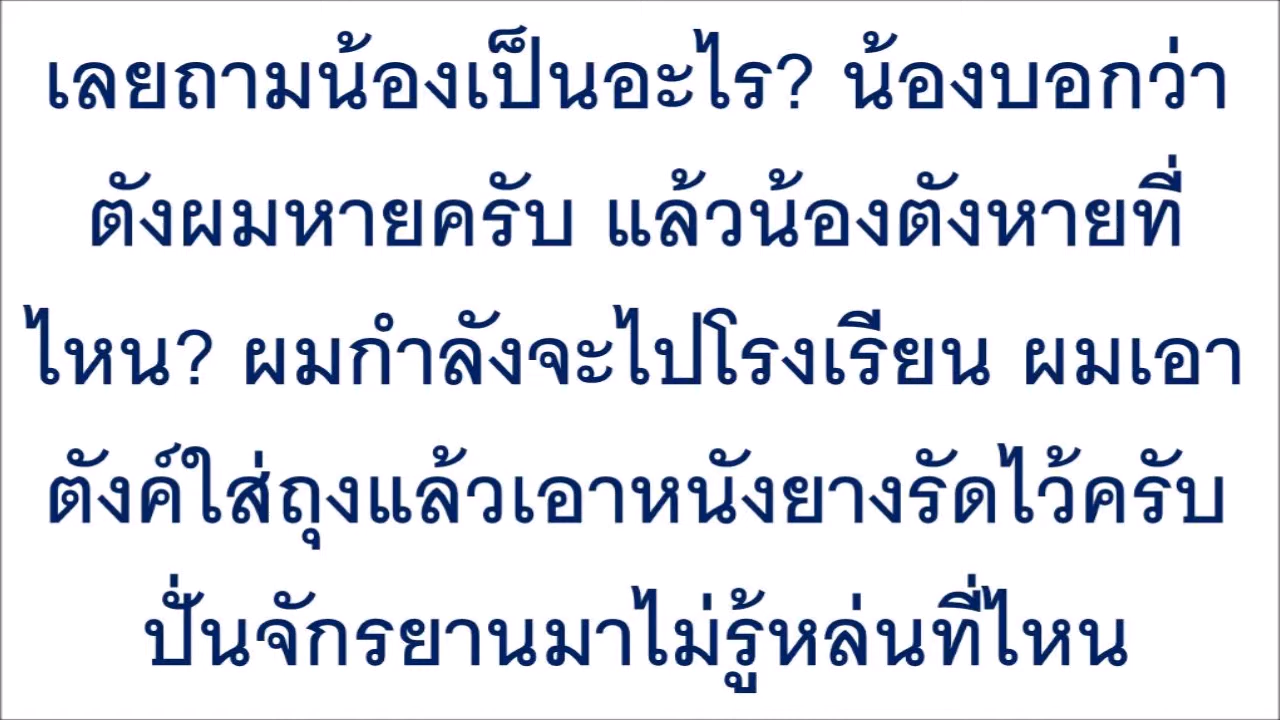 เลยถามน้องเป็นอะไร? น้องบอกว่า
ตังผมหายครับ แล้วน้องตังหายที่
ไหน? ผมกำลังจะไปโรงเรียน ผมเอา
ตังค์ใส่ถุงแล้วเอาหนังยางรัดไว้ครับ
ปั่นจักรยานมาไม่รู้หล่นที่ไหน